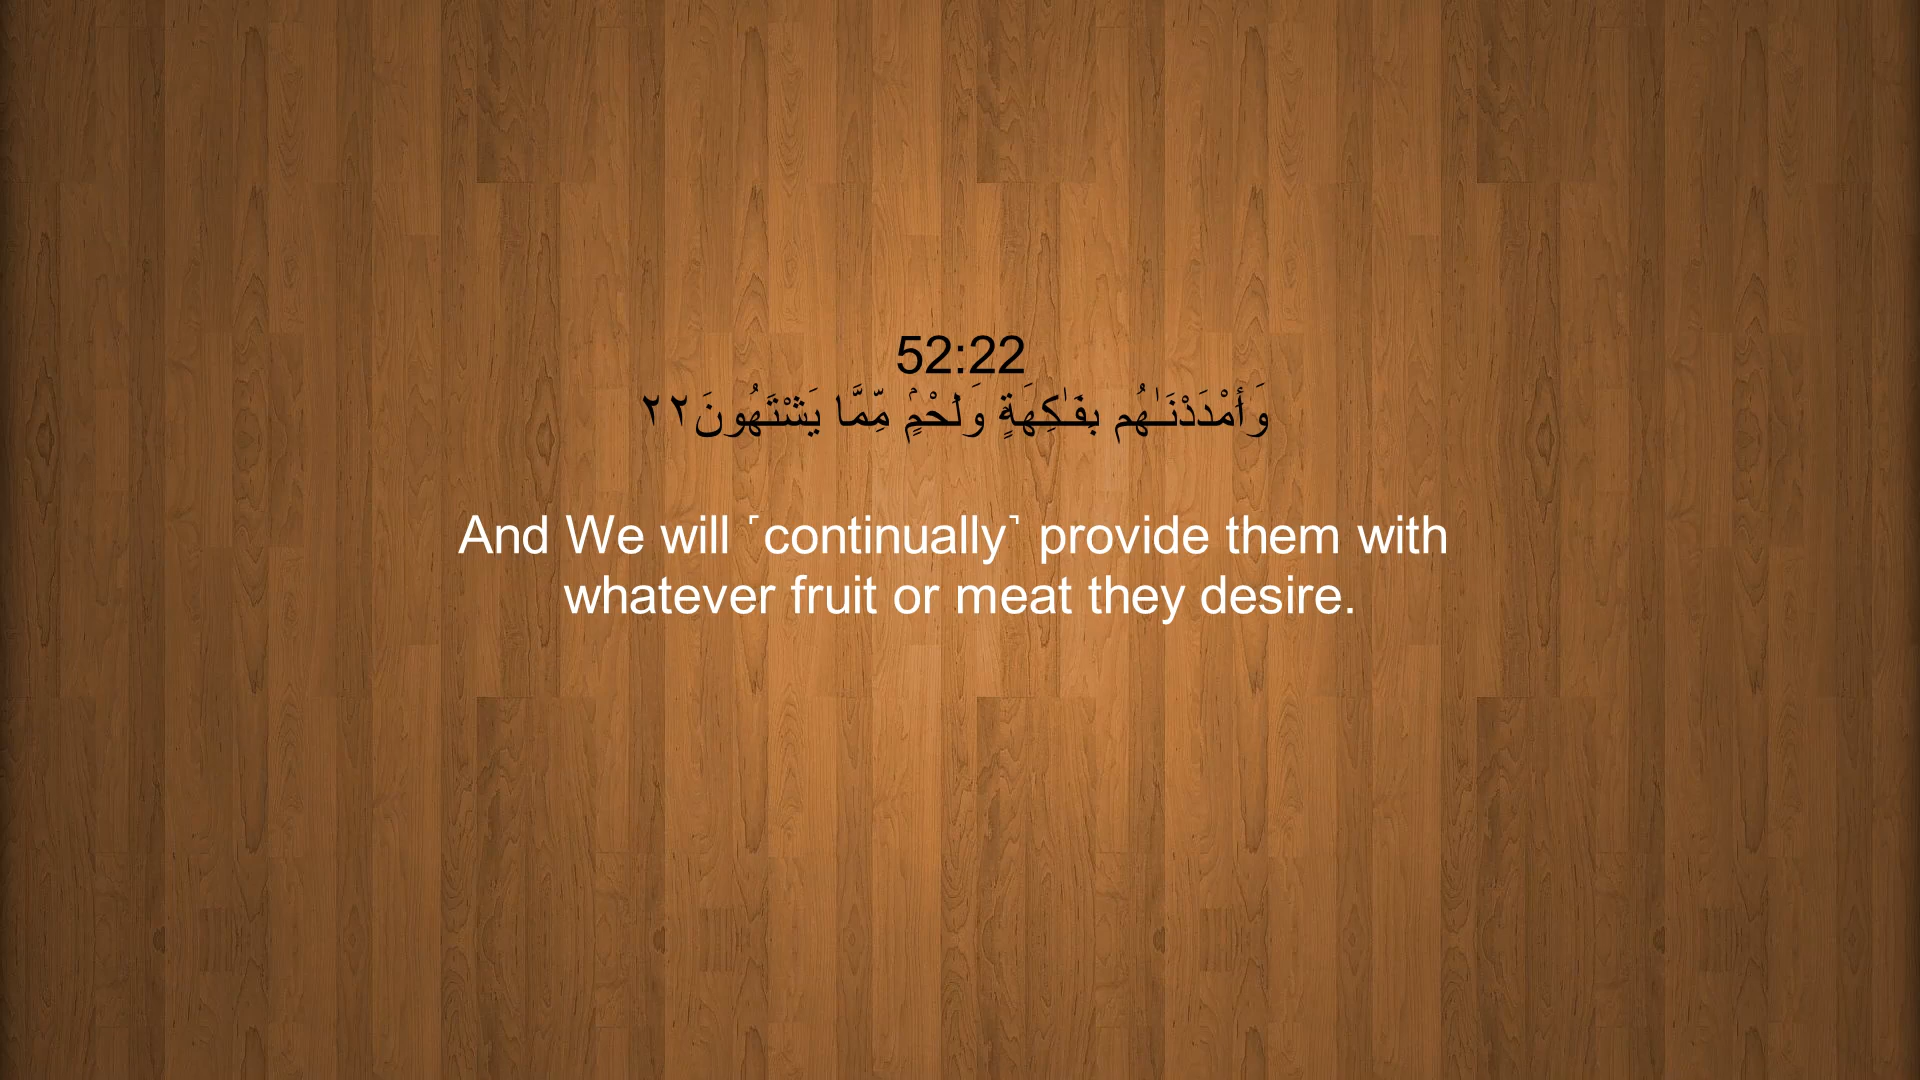 52:22
وَأَمْدَدْنَـٰهُم بِفَـٰكِهَةٍۢ وَلَحْمٍۢ مِّمَّا يَشْتَهُونَ٢٢
And We will ˹continually˺ provide them with
whatever fruit or meat they desire.